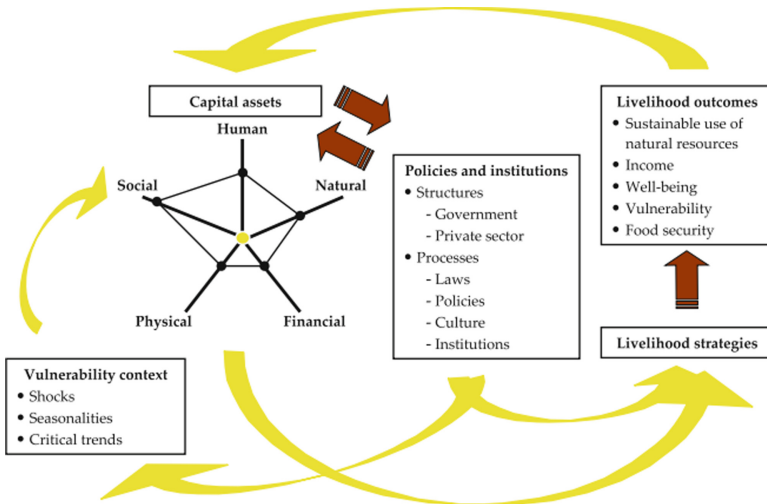 Capital assets
Human
Social
Natural
Physical
Financial
Vulnerability context
• Shocks
• Seasonalities
• Critical trends
Policies and institutions
• Structures
- Government
- Private sector
• Processes
- Laws
- Policies
- Culture
- Institutions
Livelihood outcomes
• Sustainable use of
natural resources
• Income
• Well-being
• Vulnerability
• Food security
Livelihood strategies